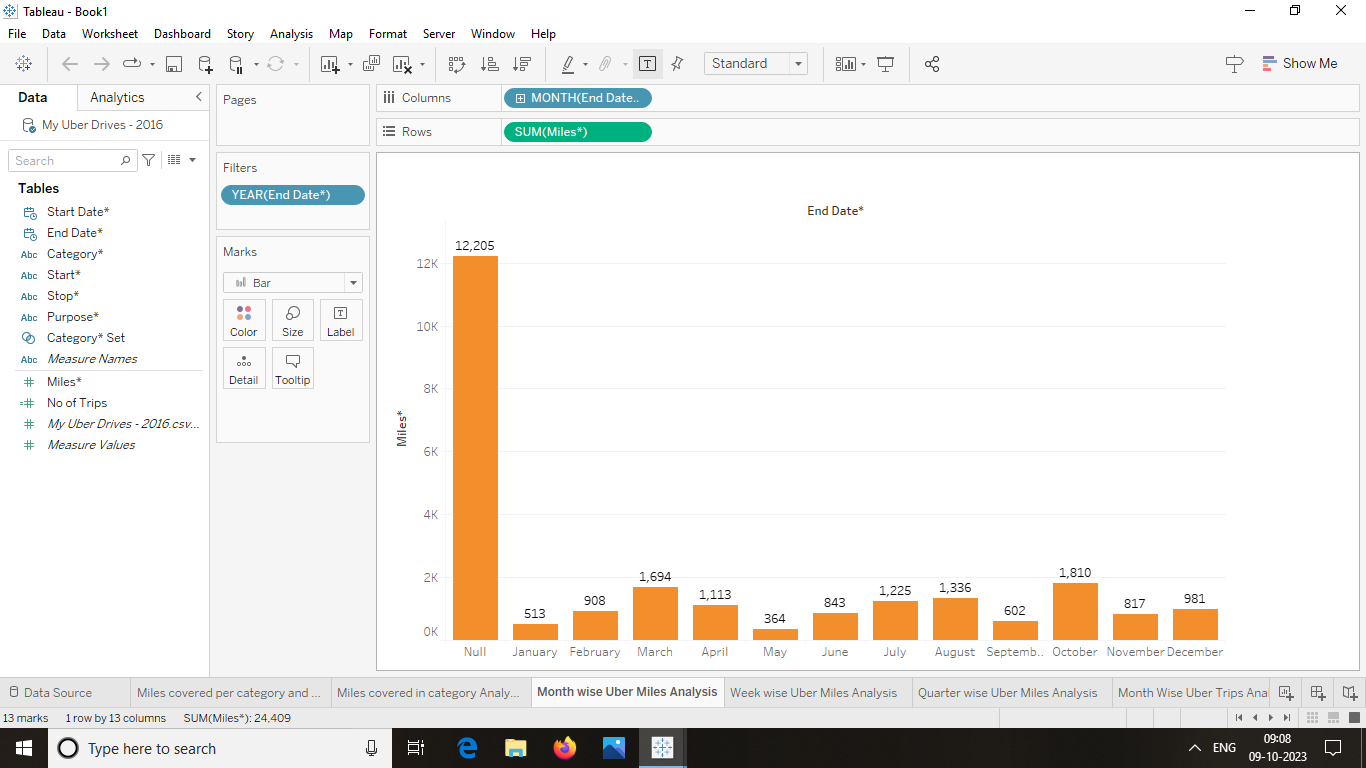 Tableau - Book1
File Data Worksheet Dashboard Story Analysis Map Format Server Window Help
Standard
Show Me
Data Analytics
My Uber Drives - 2016
Search
Tables
Start Date*
End Date*
Abc Category*
Abc Start*
Abc Stop*
Abc Purpose*
Category* Set
Abc Measure Names
Miles*
No of Trips
My Uber Drives - 2016.csv...
Measure Values
Pages
Filters
YEAR(End Date*)
Marks
Bar
Color Size Label
Detail Tooltip
Columns MONTH(End Date..
Rows SUM(Miles*)
End Date*
Miles*
12K
10K
8K
6K
4K
2K
0K
12,205 513 908 1,694 1,113 364 843 1,225 1,336 602 1,810 817 981
Null January February March April May June July August Septemb.. October November December
Data Source Miles covered per category and ... Miles covered in category Analy... Month wise Uber Miles Analysis Week wise Uber Miles Analysis Quarter wise Uber Miles Analysis Month Wise Uber Trips Anal
13 marks 1 row by 13 columns SUM(Miles*): 24,409
Type here to search
ENG
09:08
09-10-2023